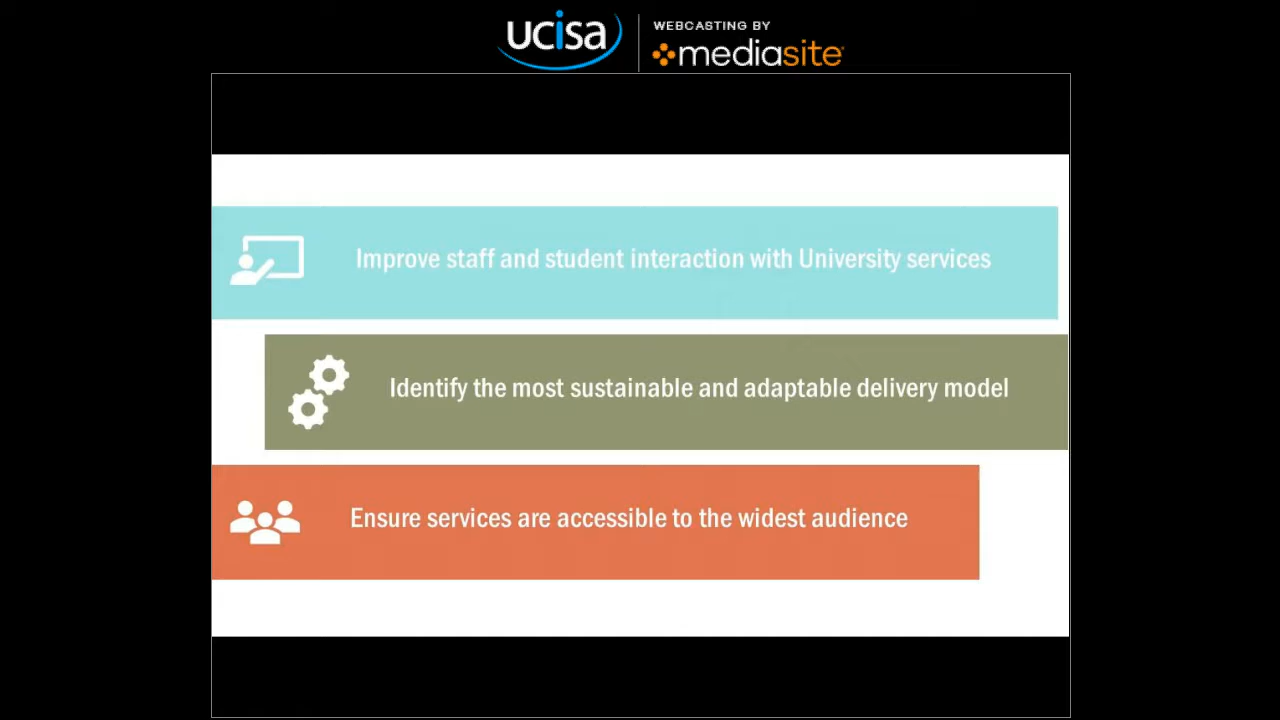 ucisa
WEBCASTING BY
mediasite
Improve staff and student interaction with University services
Identify the most sustainable and adaptable delivery model
Ensure services are accessible to the widest audience